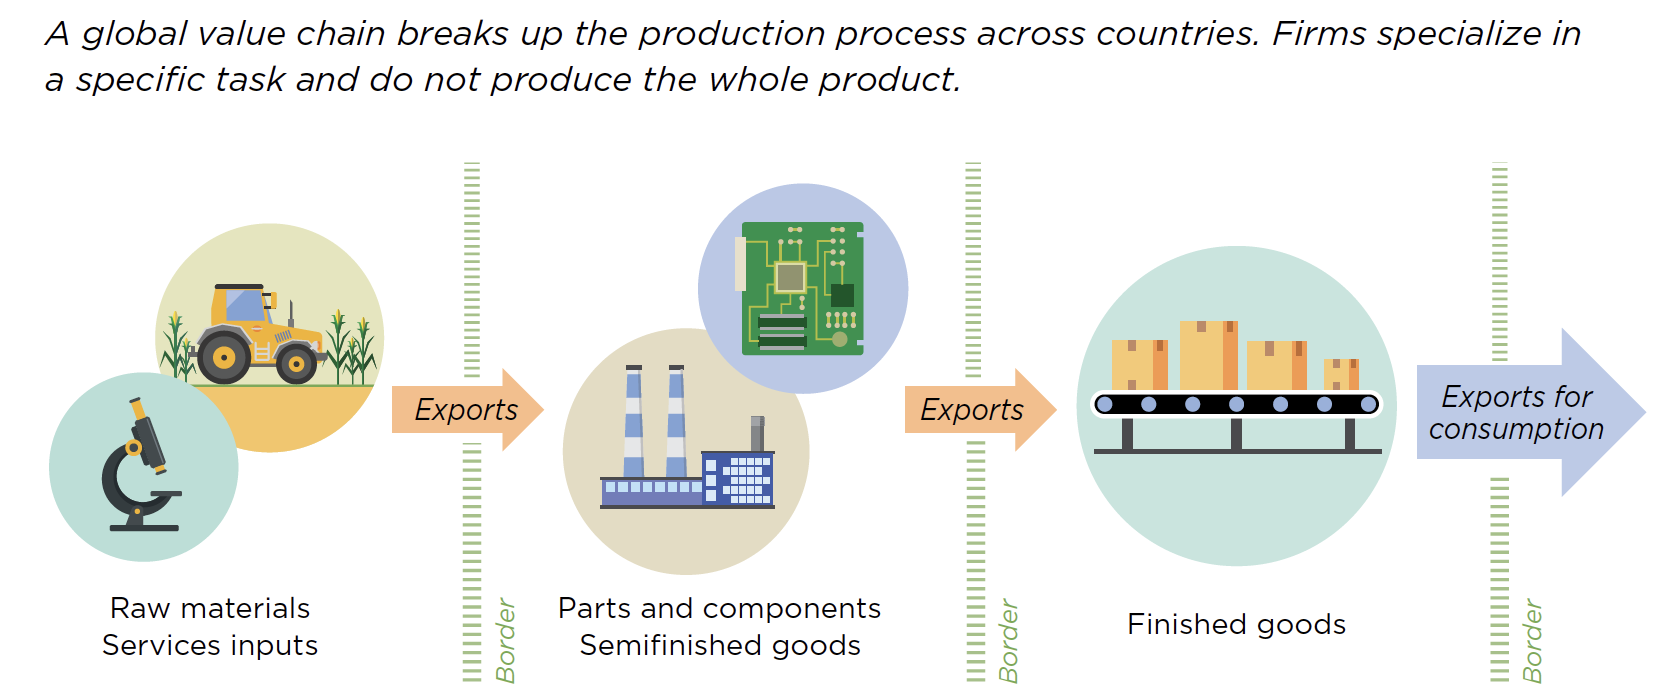 A global value chain breaks up the production process across countries. Firms specialize in
a specific task and do not produce the whole product.
Exports
Exports
Exports for
consumption
Raw materials
Services inputs
Border
Parts and components
Semifinished goods
Border
Finished goods
Border